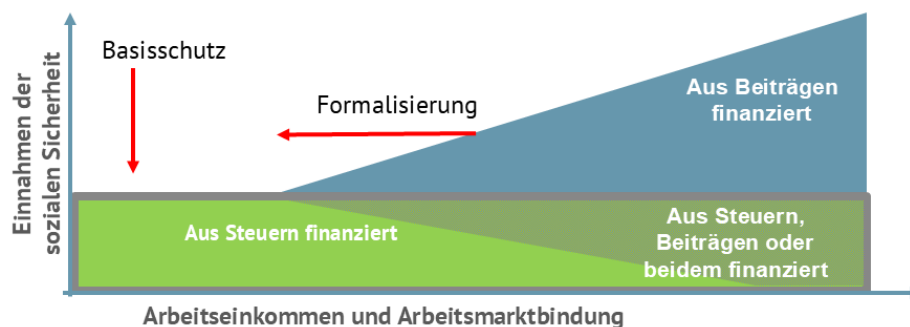 Basisschutz
Formalisierung
Aus Beiträgen
finanziert
Einnahmen der
sozialen Sicherheit
Aus Steuern finanziert
Aus Steuern,
Beiträgen oder
beidem finanziert
Arbeitseinkommen und Arbeitsmarktbindung